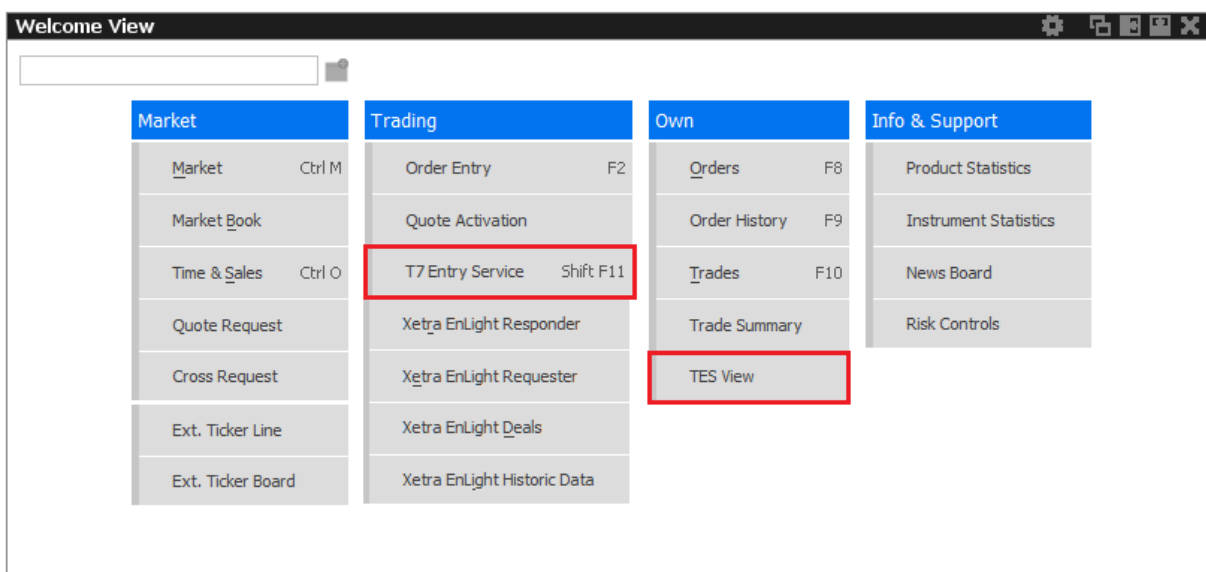 Welcome View
Market
Market Ctrl M
Market Book
Time & Sales Ctrl O
Quote Request
Cross Request
Ext. Ticker Line
Ext. Ticker Board
Trading
Order Entry F2
Quote Activation
T7 Entry Service Shift F11
Xetra EnLight Responder
Xetra EnLight Requester
Xetra EnLight Deals
Xetra EnLight Historic Data
Own
Orders F8
Order History F9
Trades F10
Trade Summary
TES View
Info & Support
Product Statistics
Instrument Statistics
News Board
Risk Controls